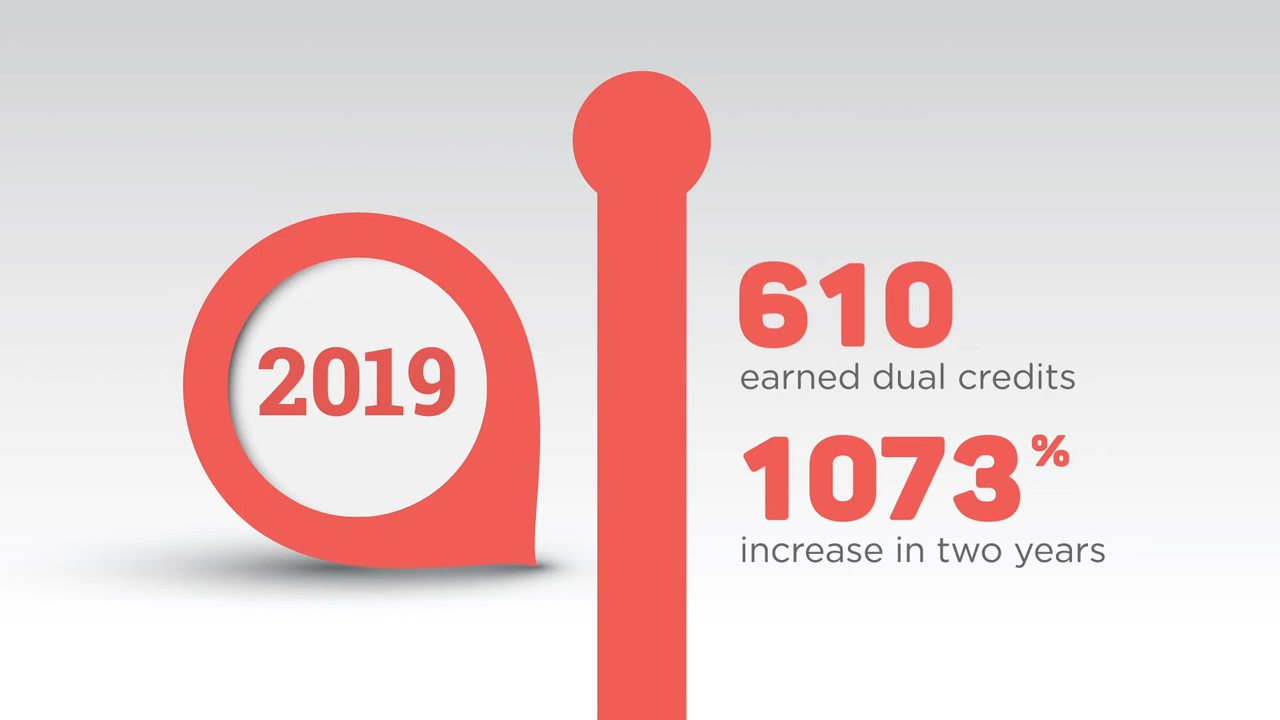 2019
610
earned dual credits
1073%
increase in two years